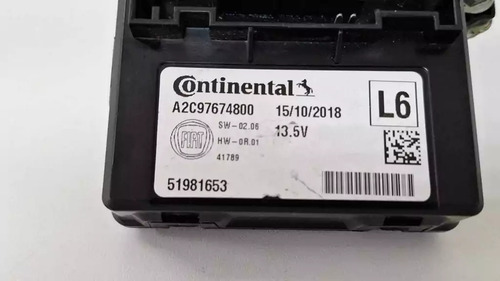 Continental
L6
A2C97674800 15/10/2018
FIAT
SW-02.06 13.5V
HW-0R.01
41789
51981653